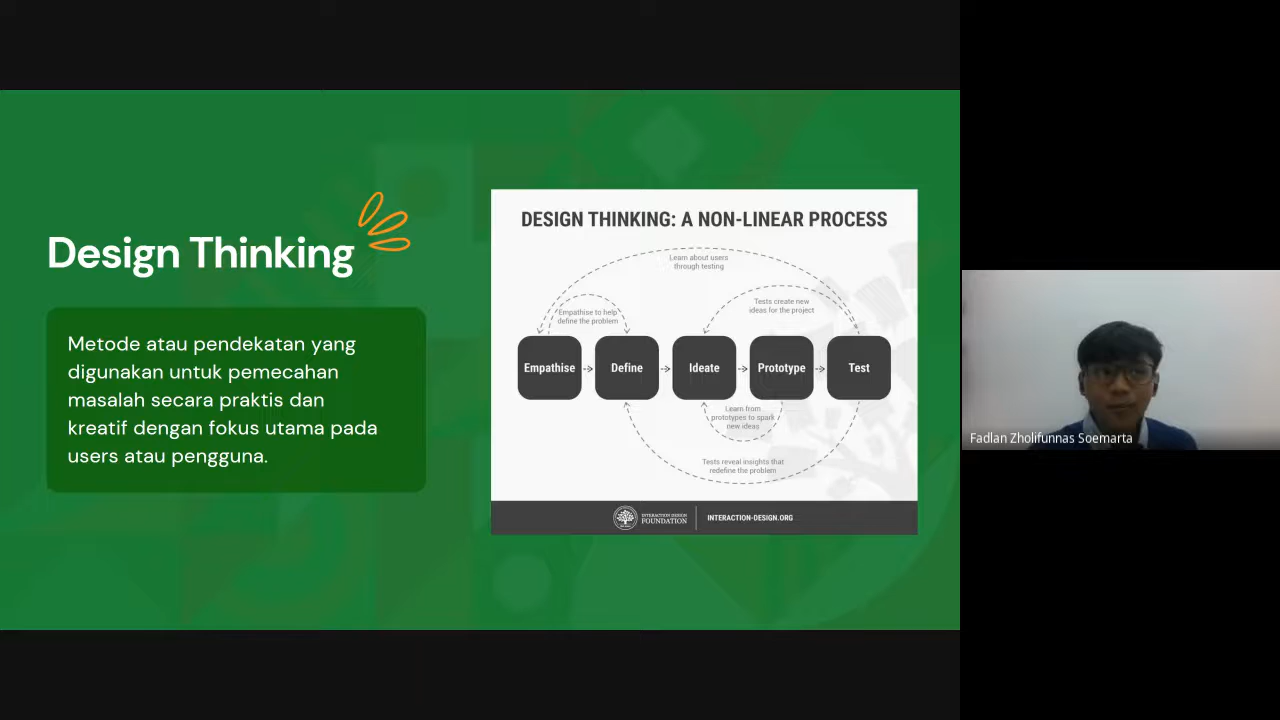 Design Thinking
Metode atau pendekatan yang
digunakan untuk pemecahan
masalah secara praktis dan
kreatif dengan fokus utama pada
users atau pengguna.
DESIGN THINKING: A NON-LINEAR PROCESS
Learn about users
through testing
Empathise to help
define the problem
Tests create new
ideas for the project
Empathise
Define
Ideate
Prototype
Test
Learn from
prototypes to spark
new ideas
Tests reveal insights that
redefine the problem
INTERACTION DESIGN
FOUNDATION
INTERACTION-DESIGN.ORG
Fadlan Zholifunnas Soemarta